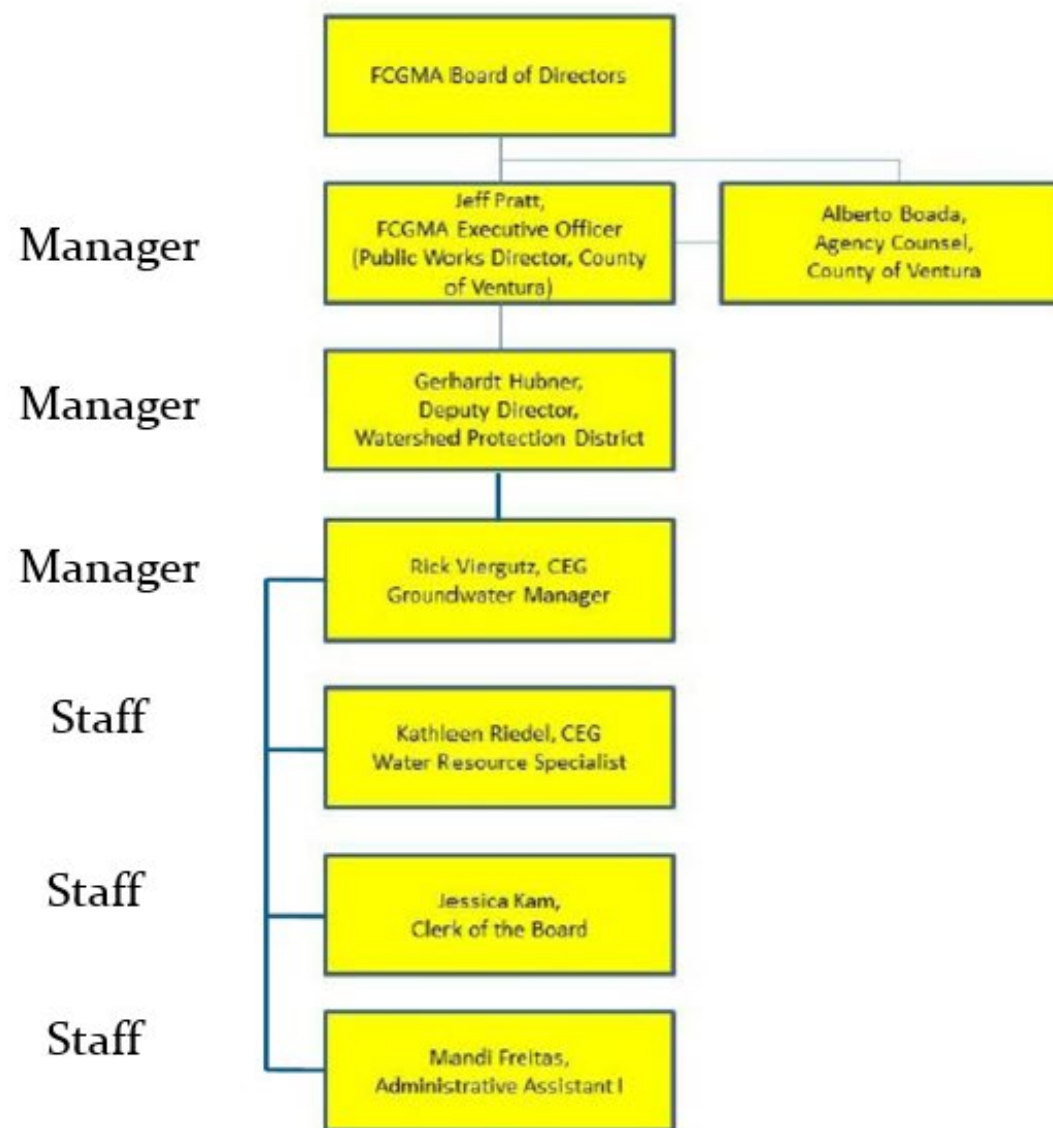 FCGMA Board of Directors
Manager
Jeff Pratt,
FCGMA Executive Officer
(Public Works Director, County
of Ventura)
Alberto Boada,
Agency Counsel,
County of Ventura
Manager
Gerhardt Hubner,
Deputy Director,
Watershed Protection District
Manager
Rick Viergutz, CEG
Groundwater Manager
Staff
Kathleen Riedel, CEG
Water Resource Specialist
Staff
Jessica Kam,
Clerk of the Board
Staff
Mandi Freitas,
Administrative Assistant I